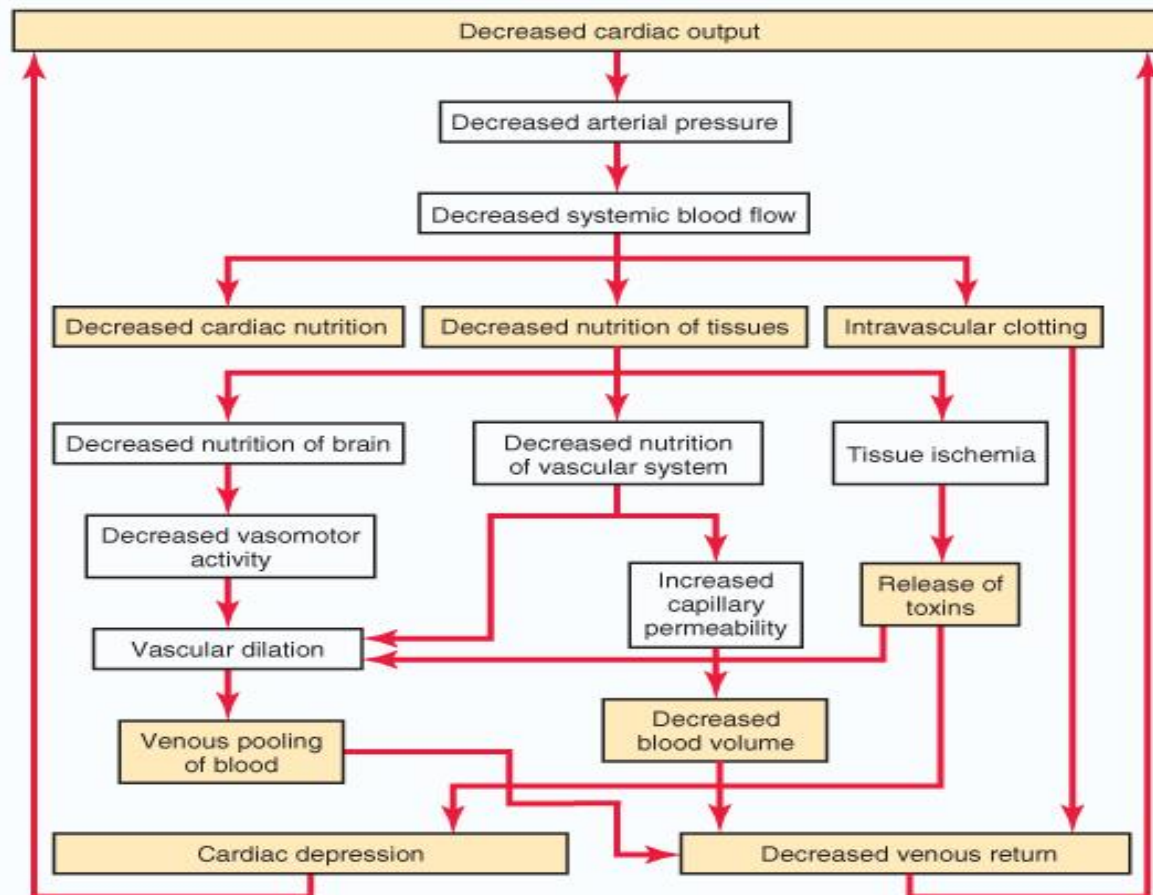 Decreased cardiac output
Decreased arterial pressure
Decreased systemic blood flow
Decreased cardiac nutrition
Decreased nutrition of tissues
Intravascular clotting
Decreased nutrition of brain
Decreased nutrition
of vascular system
Tissue ischemia
Decreased vasomotor
activity
Increased
capillary
permeability
Release of
toxins
Vascular dilation
Venous pooling
of blood
Decreased
blood volume
Cardiac depression
Decreased venous return